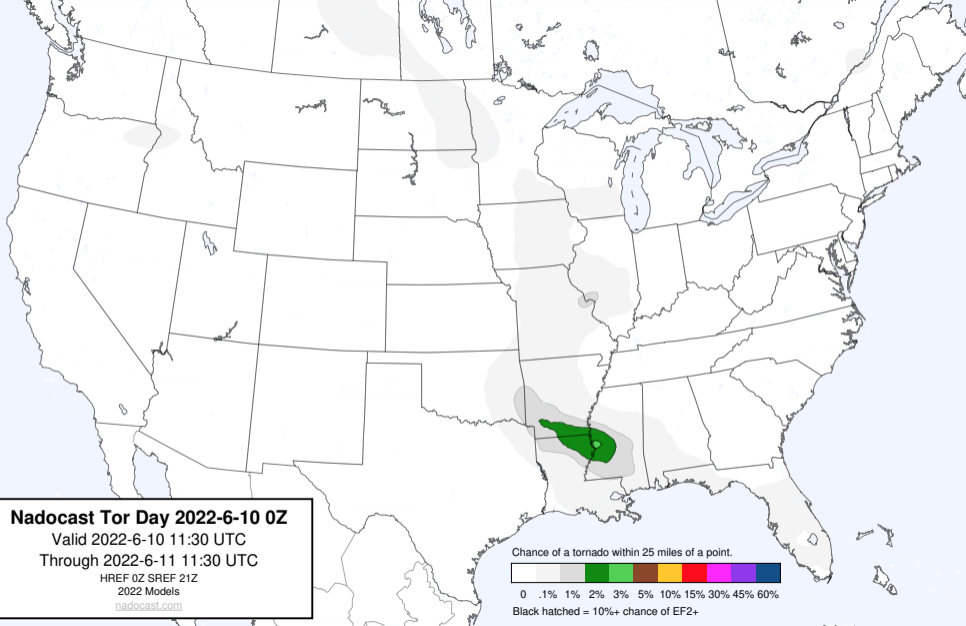 Nadocast Tor Day 2022-6-10 0Z
Valid 2022-6-10 11:30 UTC
Through 2022-6-11 11:30 UTC
HREF 0Z SREF 21Z
2022 Models
nadocast.com
Chance of a tornado within 25 miles of a point.
0 .1% 1% 2% 3% 5% 10% 15% 30% 45% 60%
Black hatched = 10%+ chance of EF2+